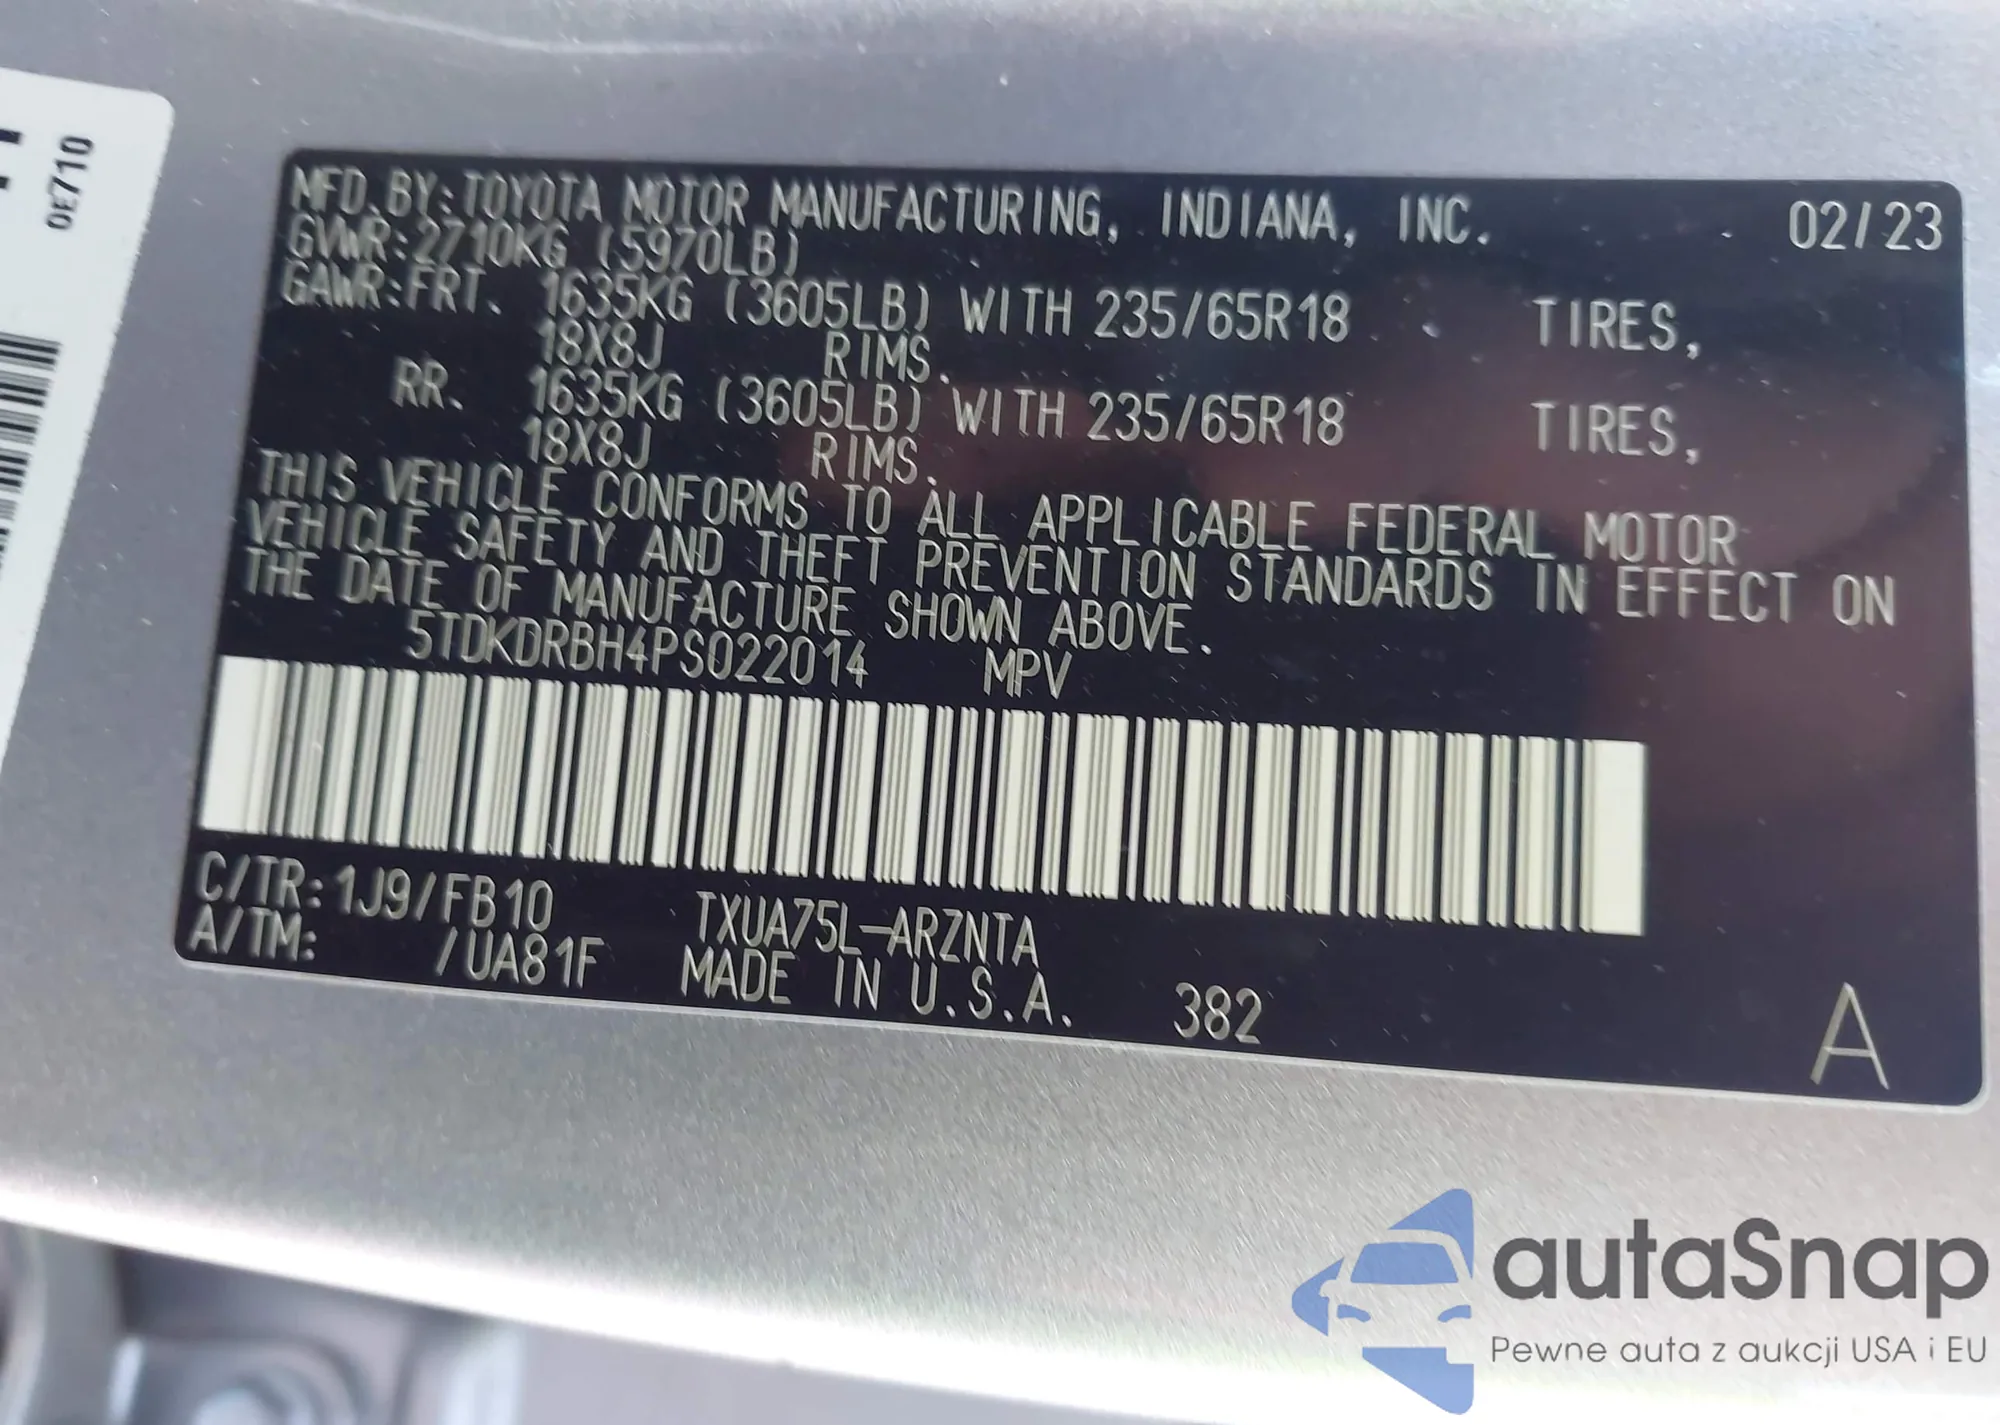 0E710
MFD. BY: TOYOTA MOTOR MANUFACTURING, INDIANA, INC. 02/23
GVWR: 2710KG (5970LB)
GAWR: FRT. 1635KG (3605LB) WITH 235/65R18 TIRES,
18X8J RIMS.
RR. 1635KG (3605LB) WITH 235/65R18 TIRES,
18X8J RIMS.
THIS VEHICLE CONFORMS TO ALL APPLICABLE FEDERAL MOTOR
VEHICLE SAFETY AND THEFT PREVENTION STANDARDS IN EFFECT ON
THE DATE OF MANUFACTURE SHOWN ABOVE.
5TDKDRBH4PS022014 MPV
C/TR: 1J9/FB10 TXUA75L-ARZNTA
A/TM: /UA81F MADE IN U.S.A. 382
A
autaSnap
Pewne auta z aukcji USA i EU